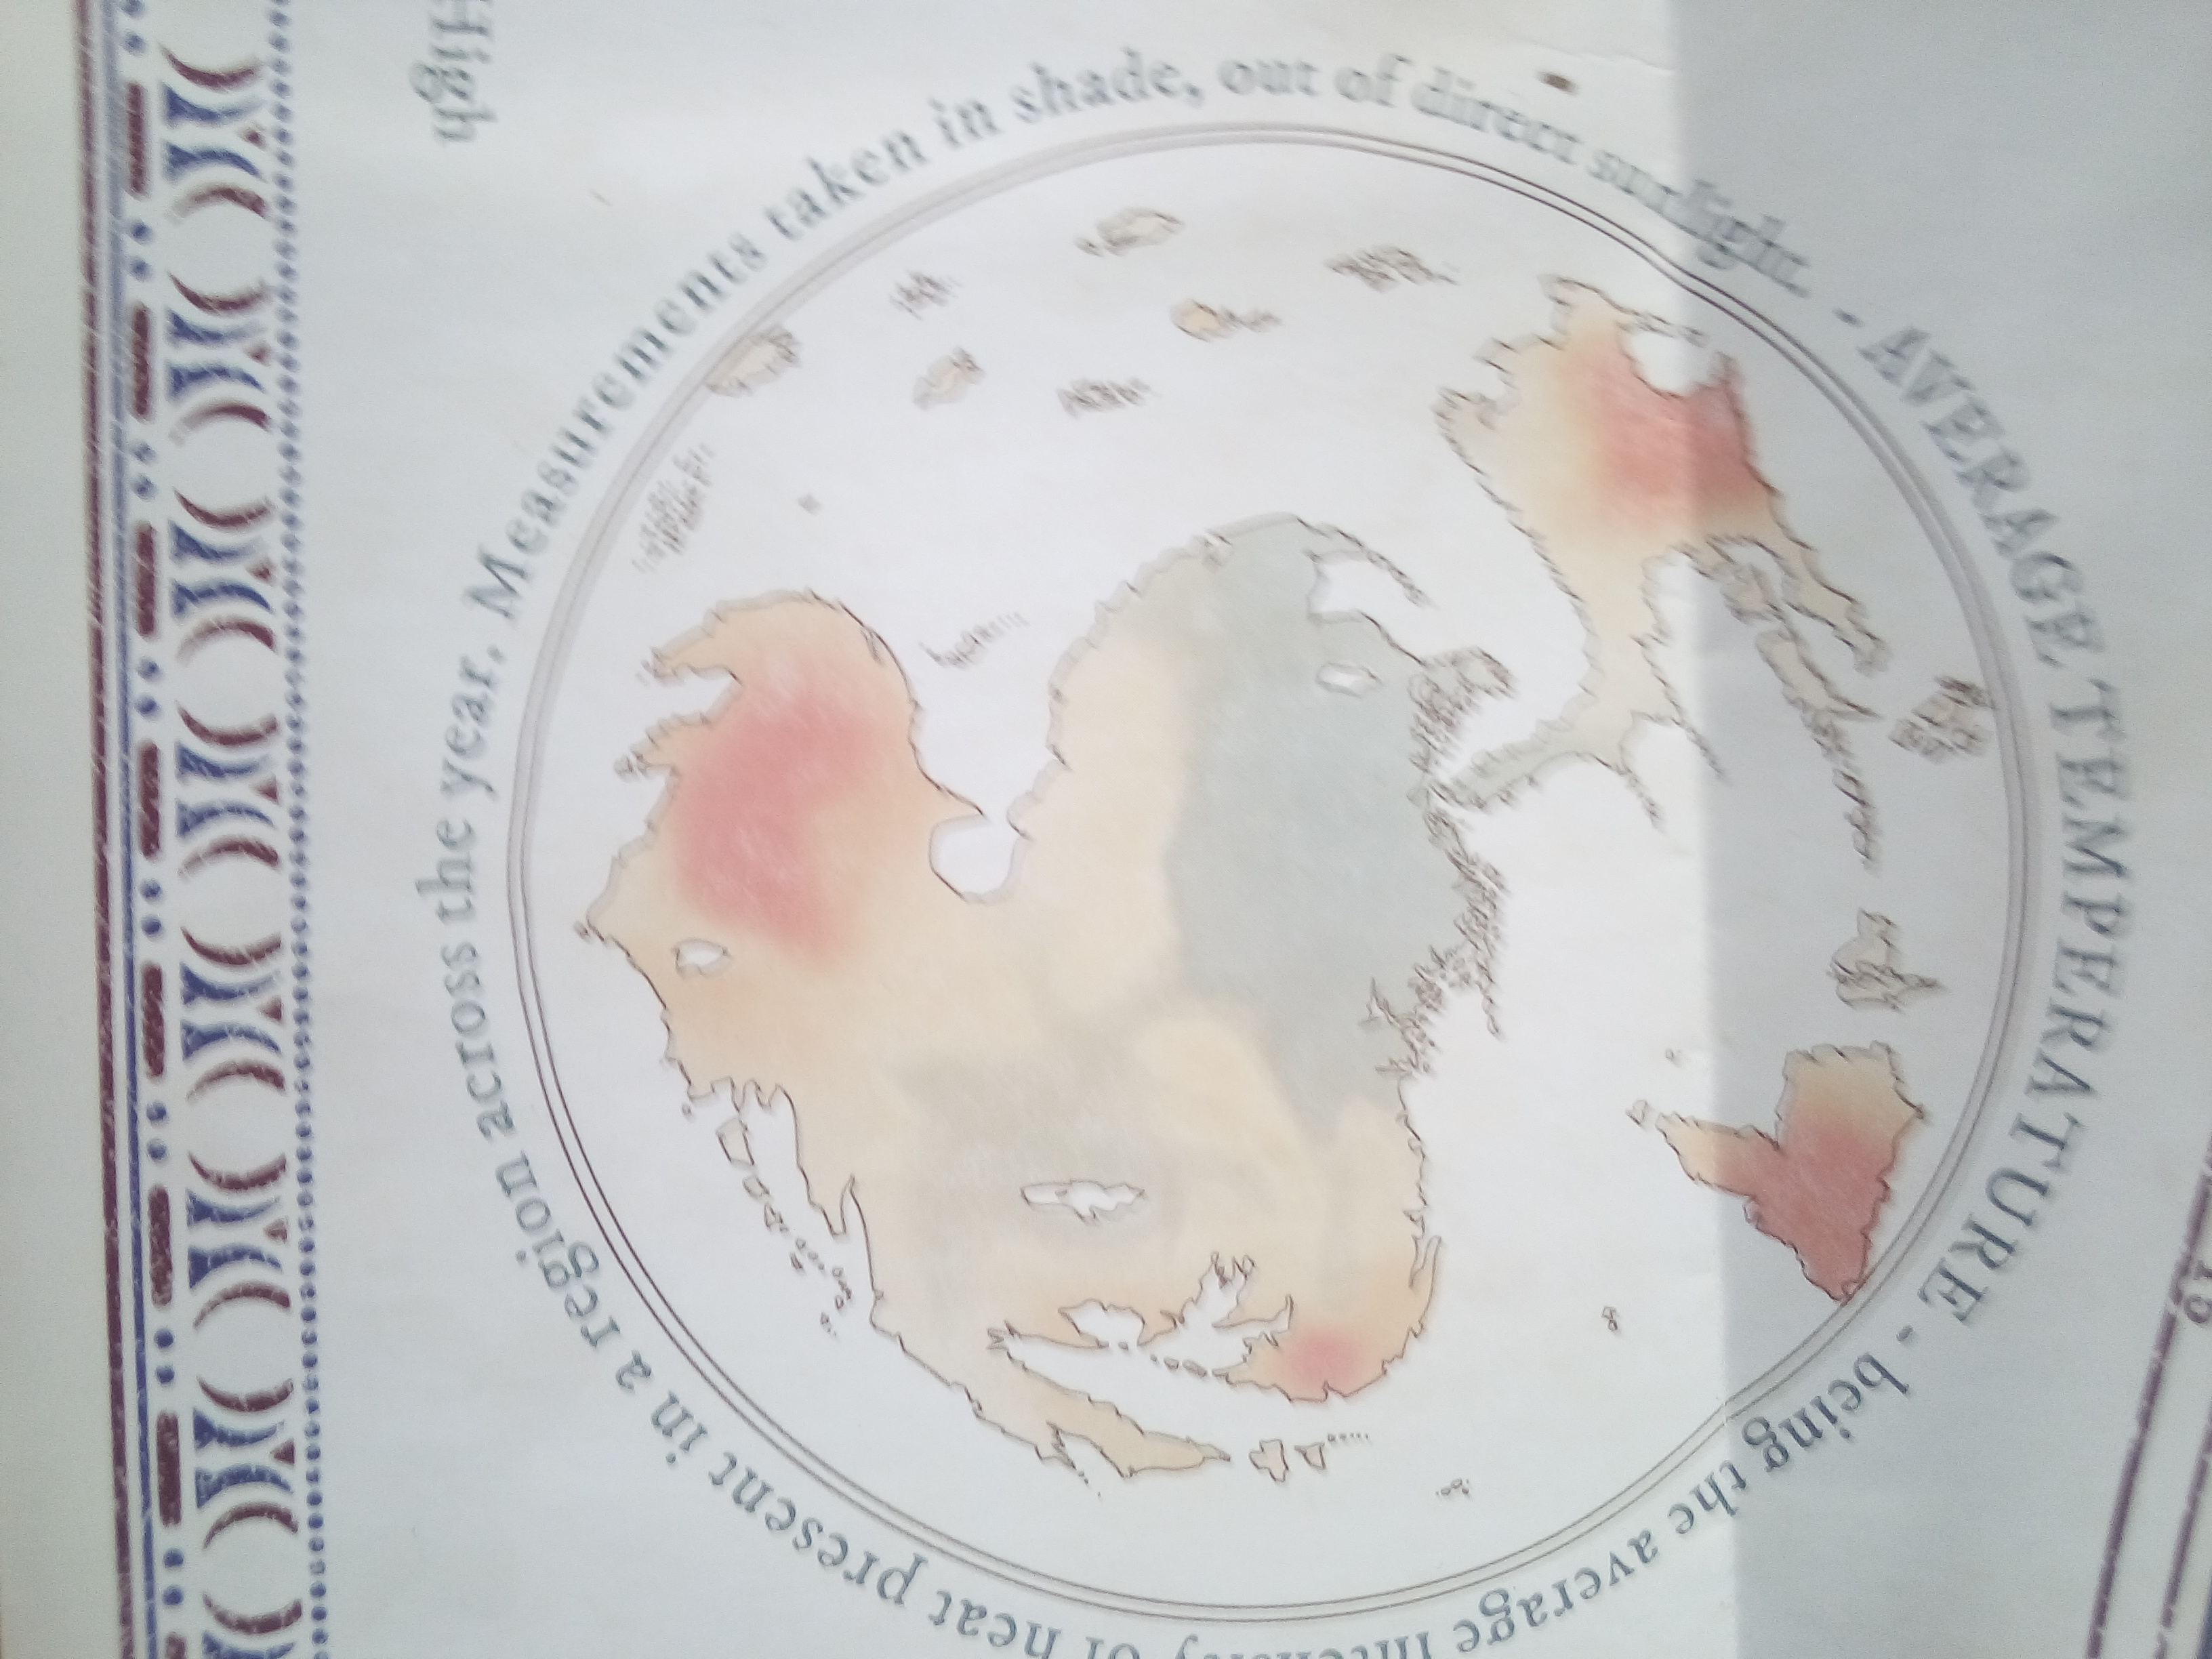 AVERAGE TEMPERATURE - being the average intensity of heat present in a region across the year. Measurements taken in shade, out of direct sunlight. -
High